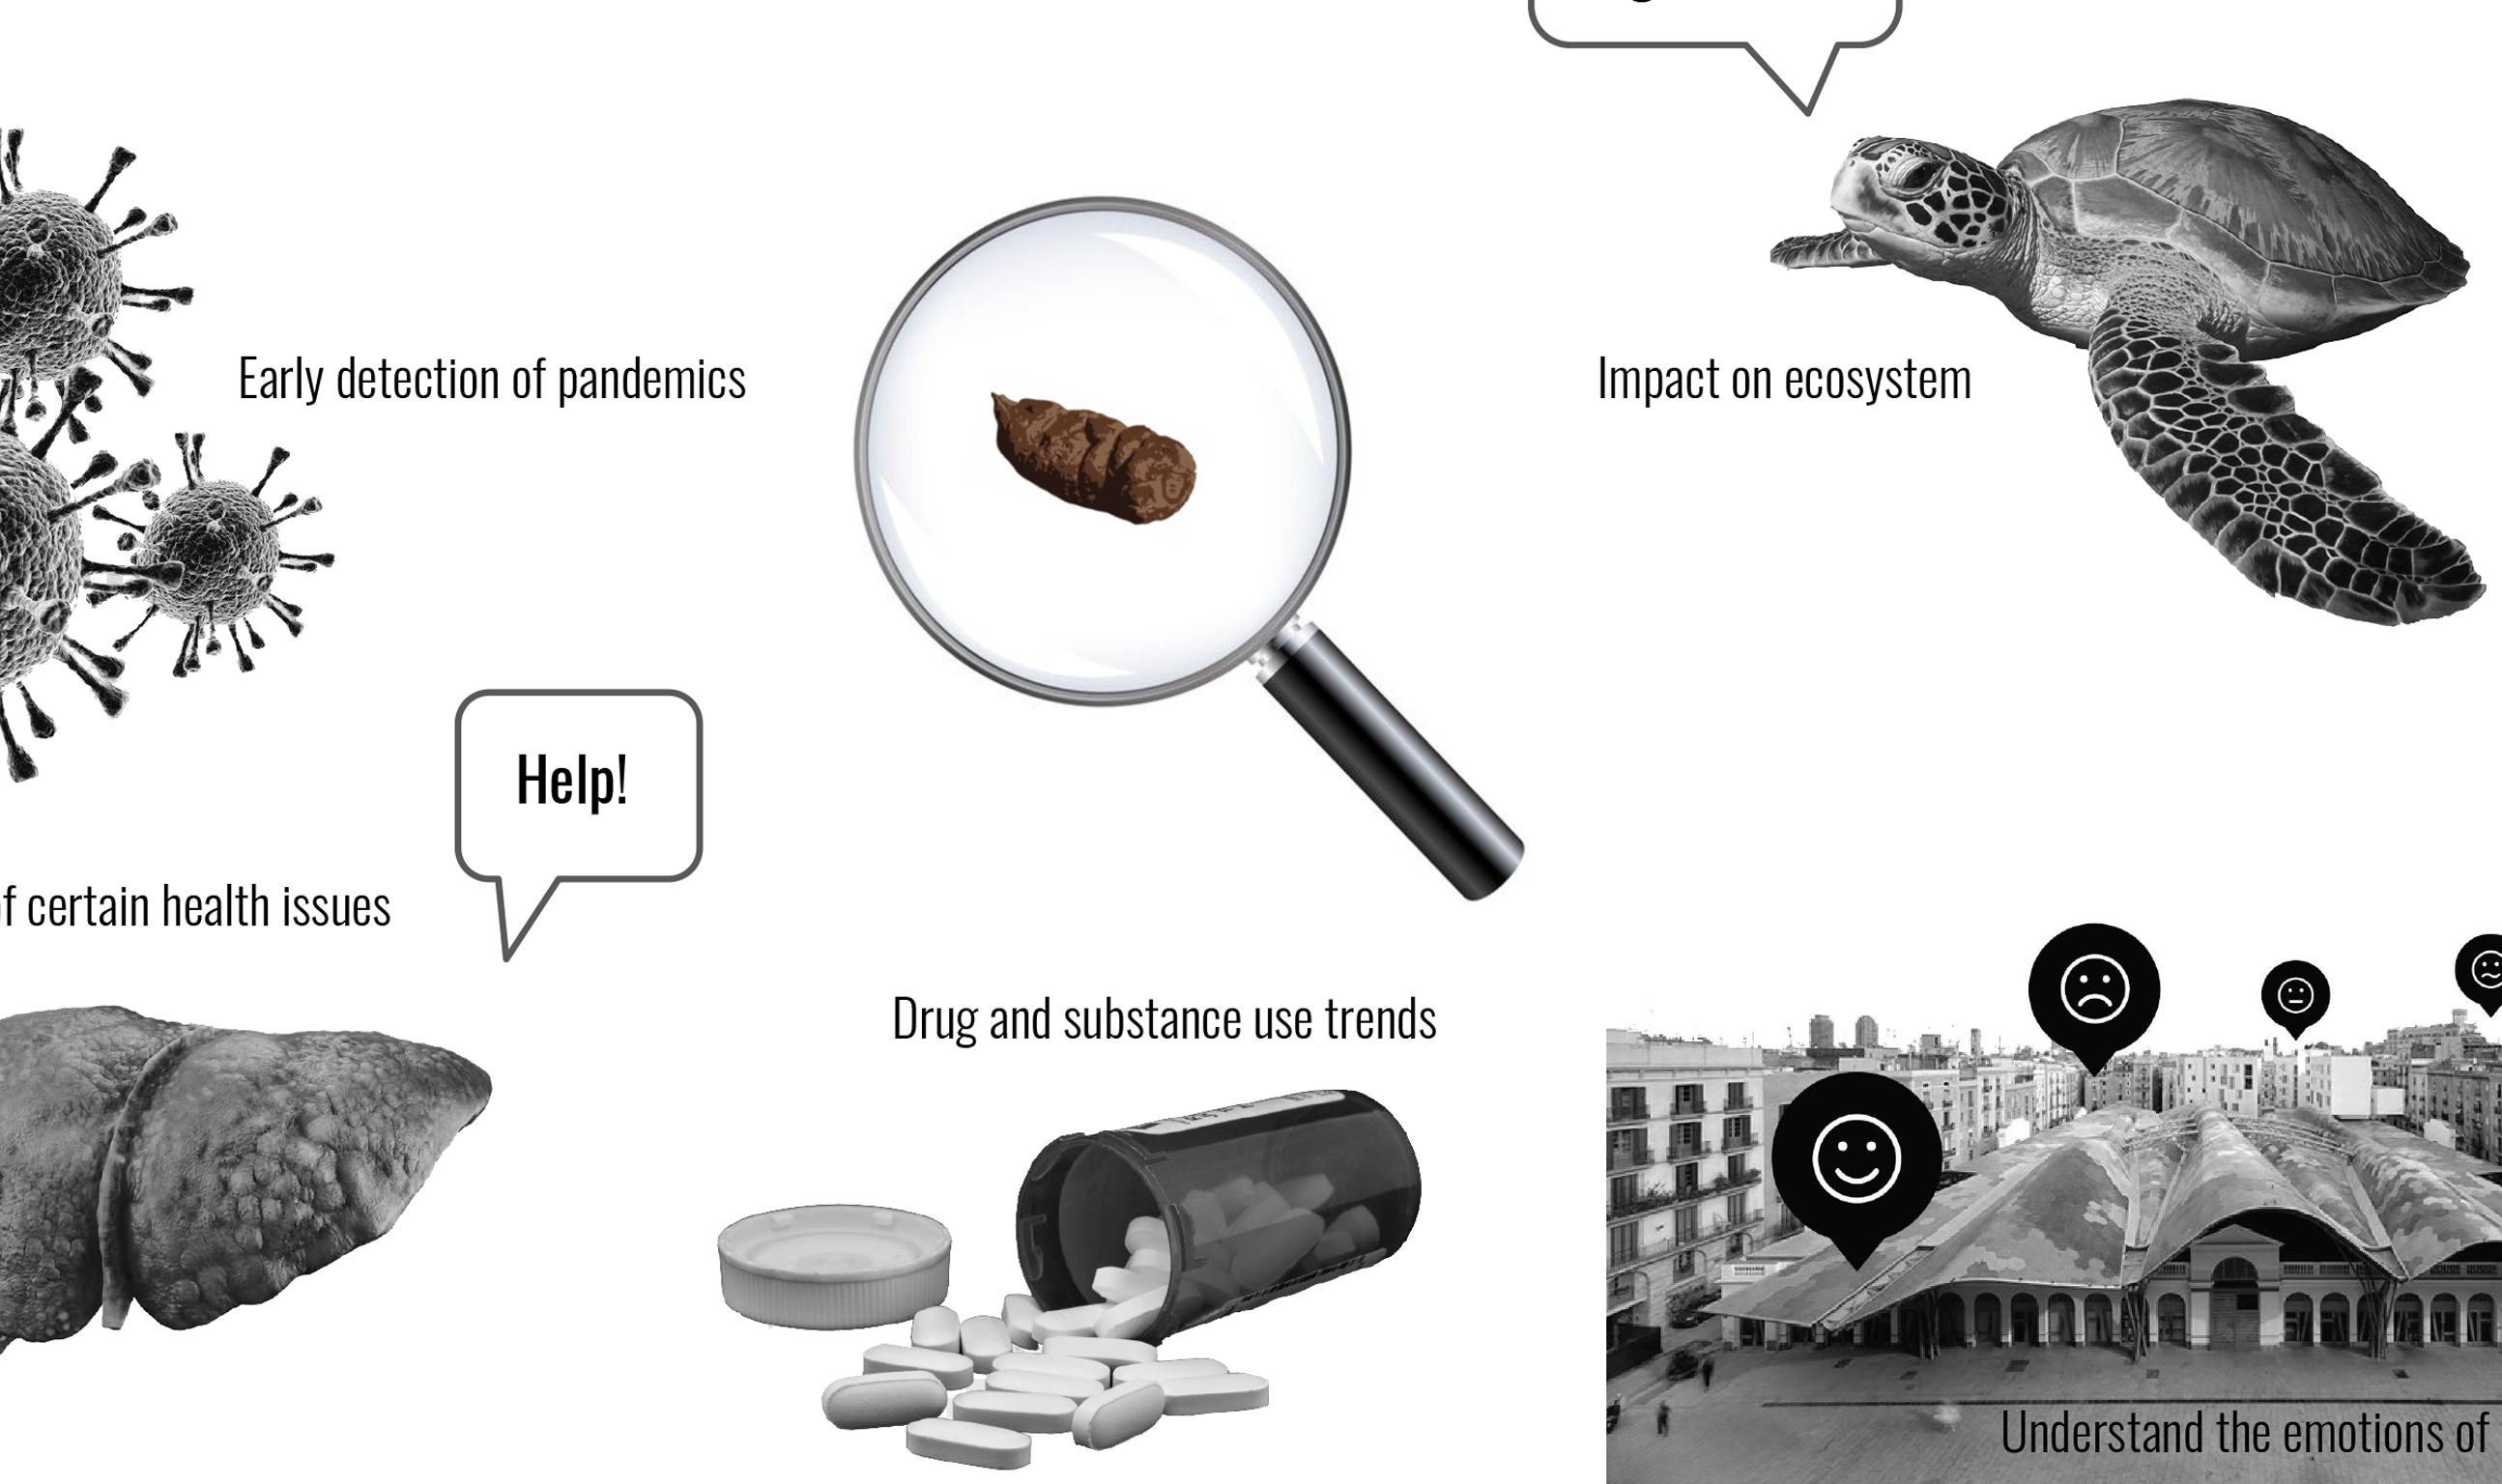 Early detection of pandemics
Impact on ecosystem
Help!
of certain health issues
Drug and substance use trends
Understand the emotions of